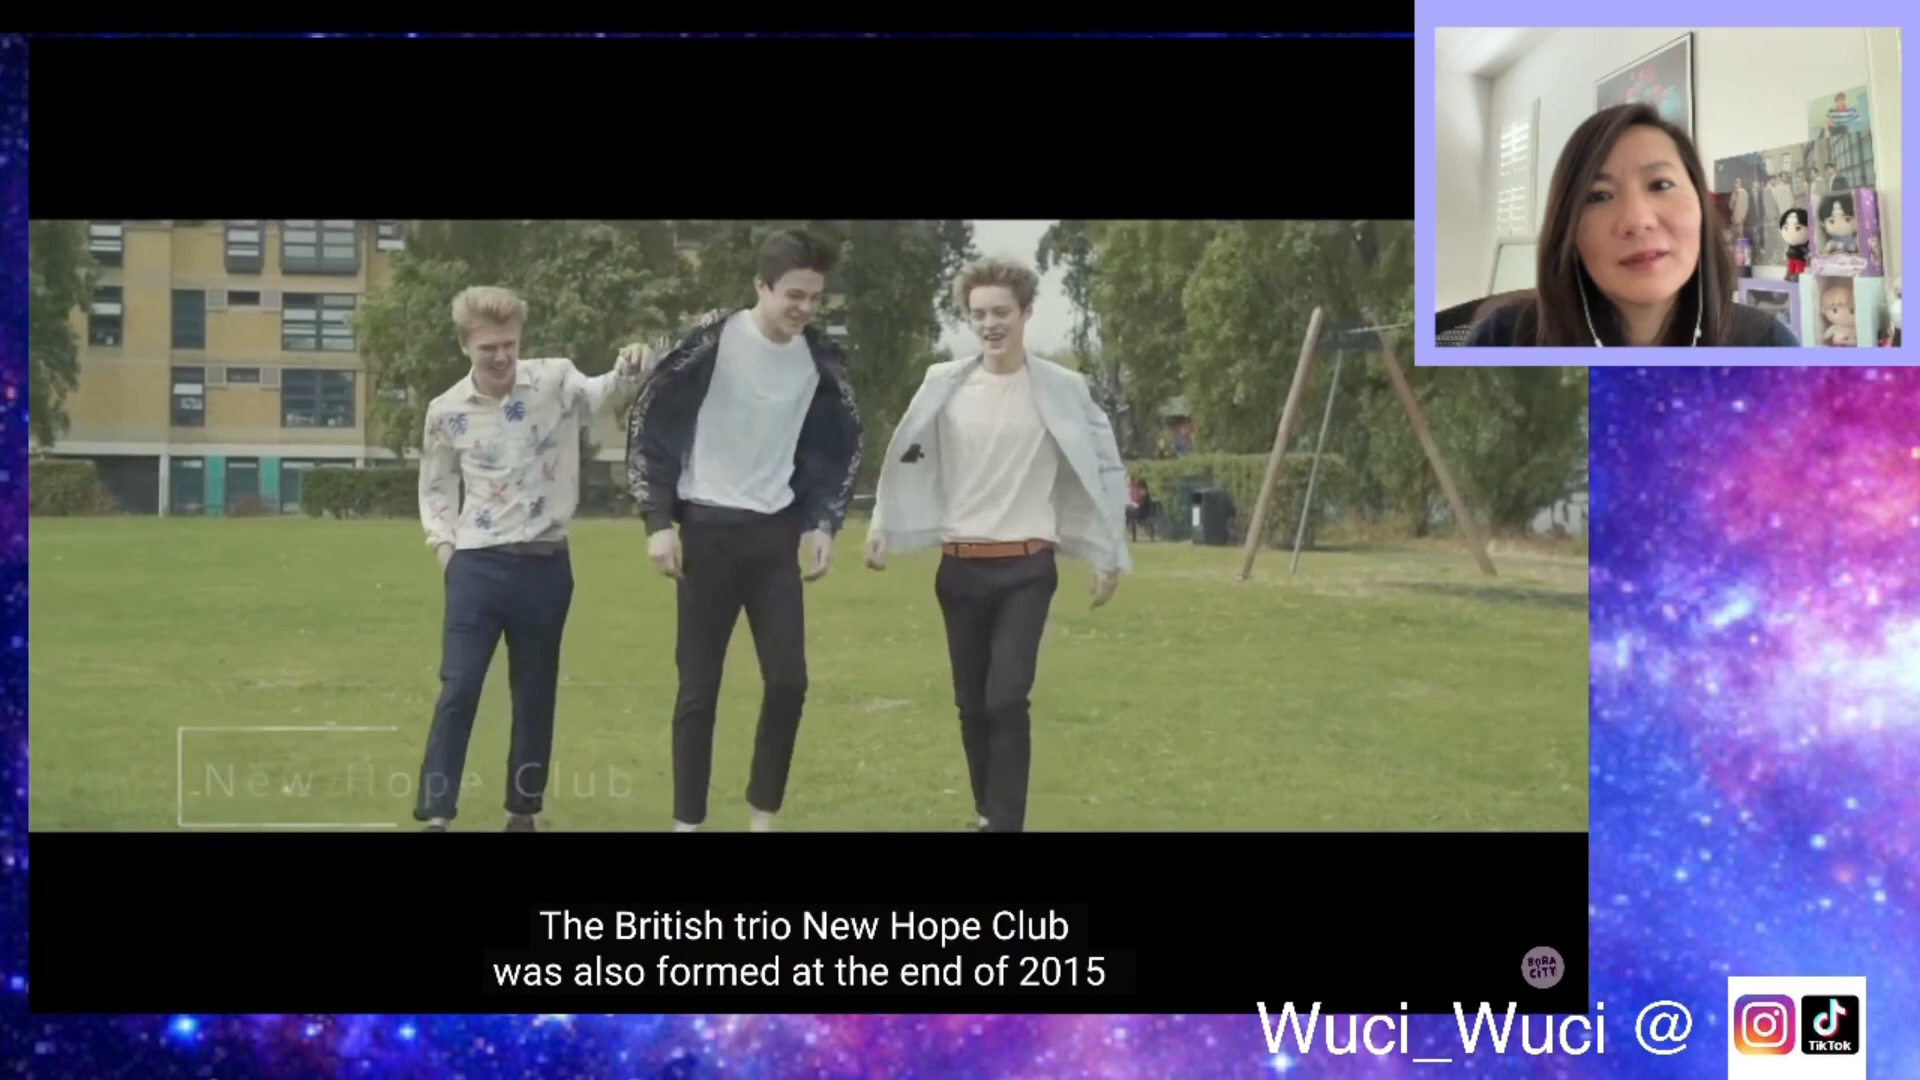 New Hope Club
The British trio New Hope Club
was also formed at the end of 2015
BORA
CITY
Wuci_Wuci @
TikTok